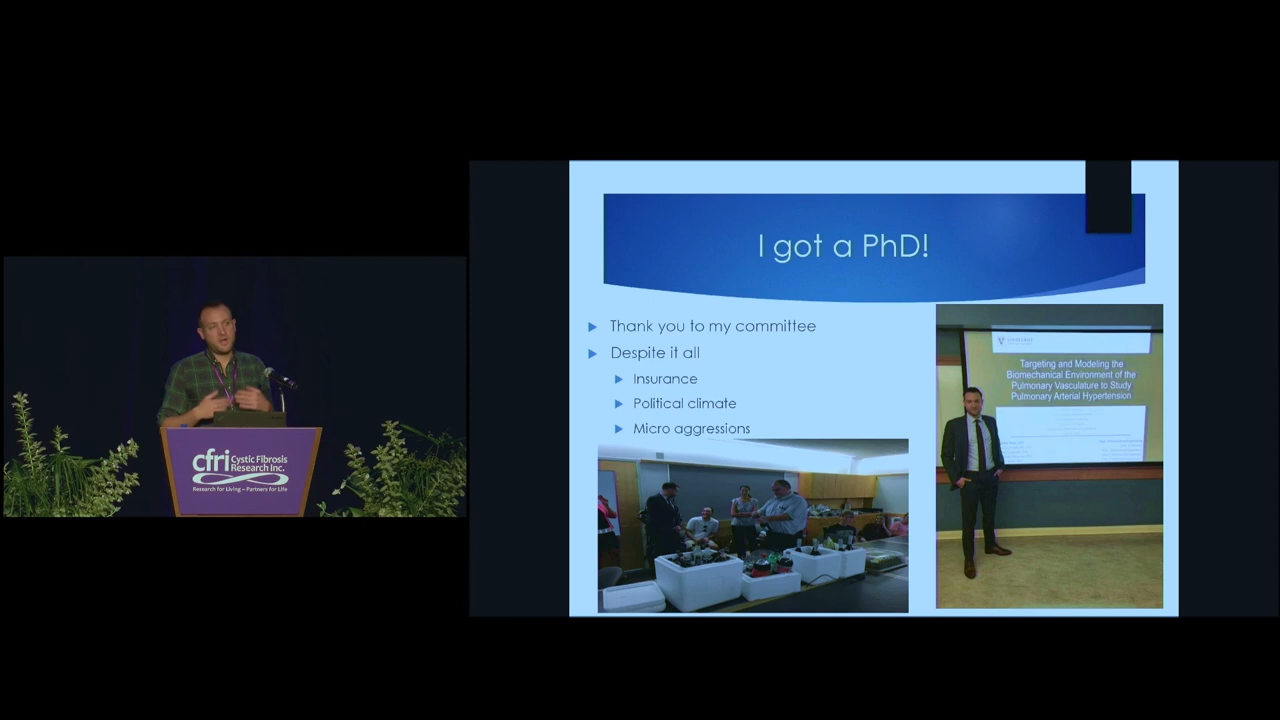 cfri Cystic Fibrosis
Research Inc.
Research for Living – Partners for Life
I got a PhD!
Thank you to my committee
Despite it all
Insurance
Political climate
Micro aggressions
Targeting and Modeling the
Biomechanical Environment of the
Pulmonary Vasculature to Study
Pulmonary Arterial Hypertension